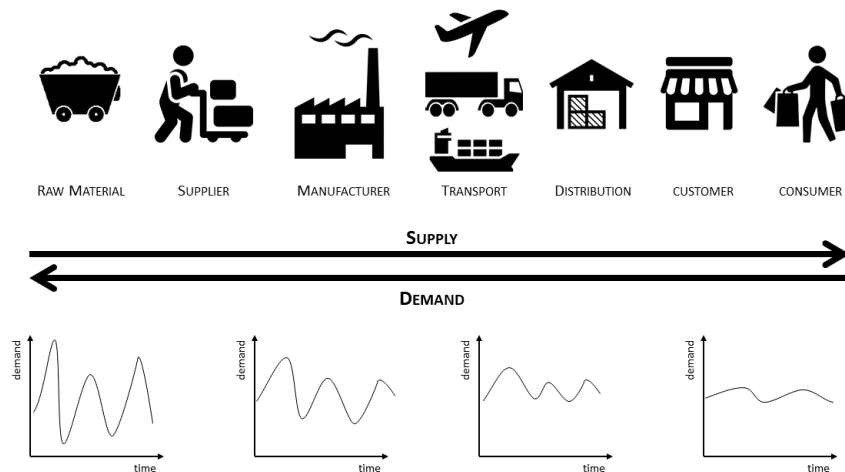 RAW MATERIAL
SUPPLIER
MANUFACTURER
TRANSPORT
DISTRIBUTION
CUSTOMER
CONSUMER
SUPPLY
DEMAND
demand
time
demand
time
demand
time
demand
time